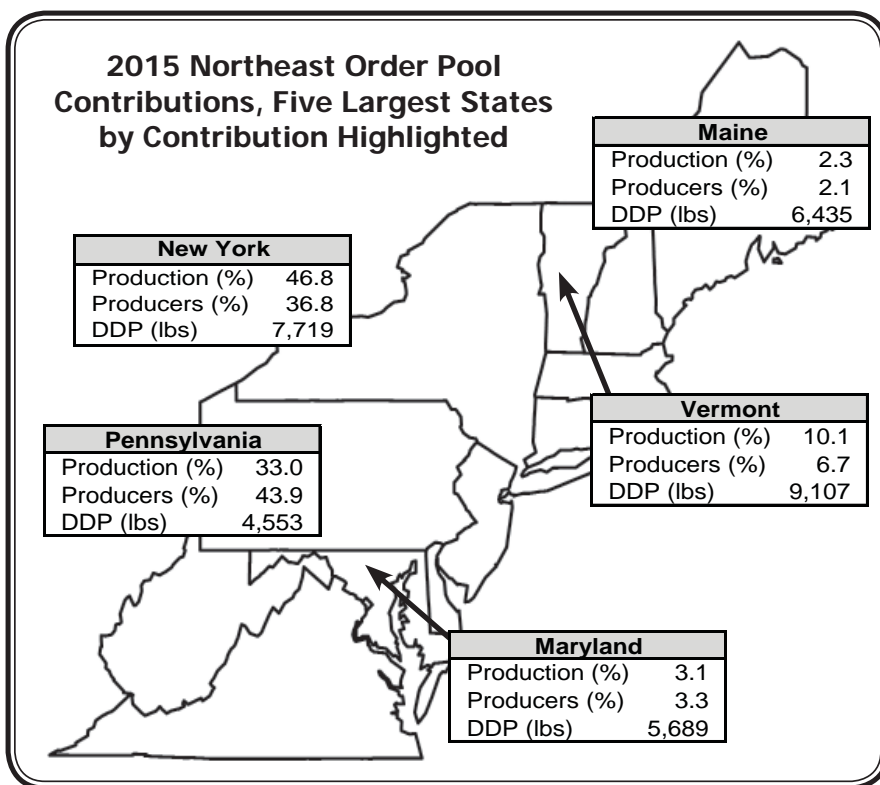 2015 Northeast Order Pool
Contributions, Five Largest States
by Contribution Highlighted
Maine
Production (%) 2.3
Producers (%) 2.1
DDP (lbs) 6,435
New York
Production (%) 46.8
Producers (%) 36.8
DDP (lbs) 7,719
Vermont
Production (%) 10.1
Producers (%) 6.7
DDP (lbs) 9,107
Pennsylvania
Production (%) 33.0
Producers (%) 43.9
DDP (lbs) 4,553
Maryland
Production (%) 3.1
Producers (%) 3.3
DDP (lbs) 5,689